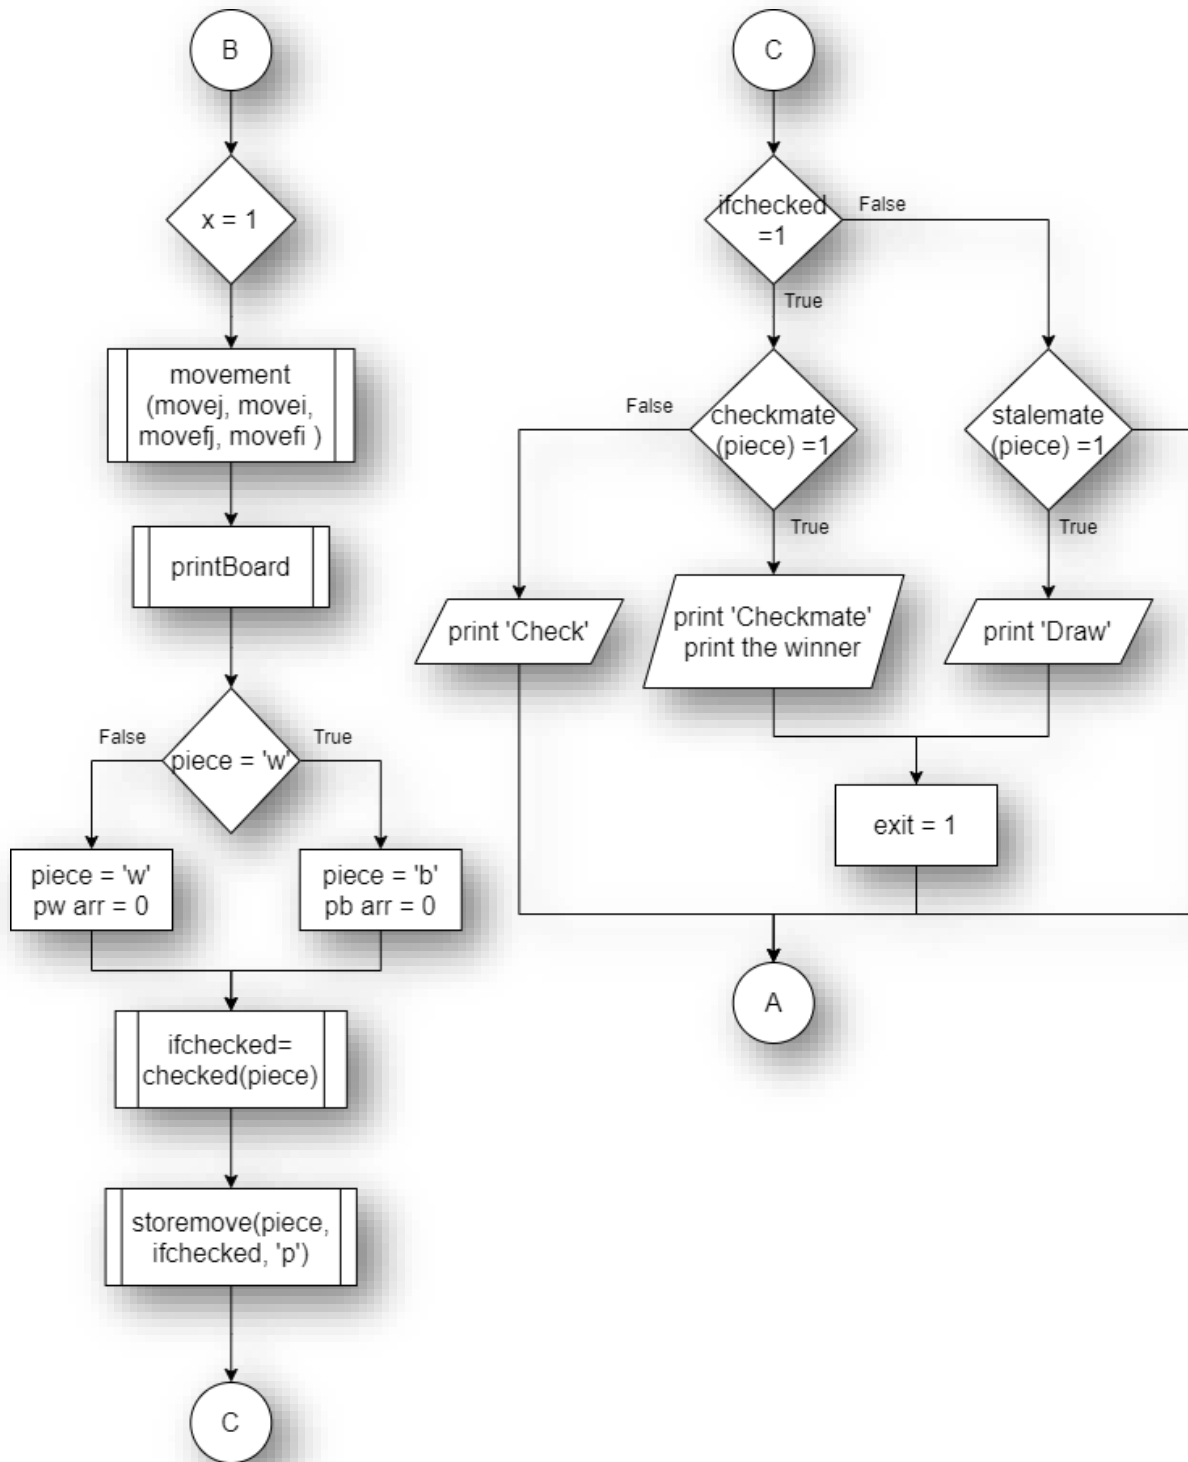 B
x = 1
movement
(movej, movei,
movefj, movefi )
printBoard
piece = 'w'
False
True
piece = 'w'
pw arr = 0
piece = 'b'
pb arr = 0
ifchecked=
checked(piece)
storemove(piece,
ifchecked, 'p')
C
C
ifchecked
=1
False
True
checkmate
(piece) =1
False
True
stalemate
(piece) =1
True
print 'Check'
print 'Checkmate'
print the winner
print 'Draw'
exit = 1
A